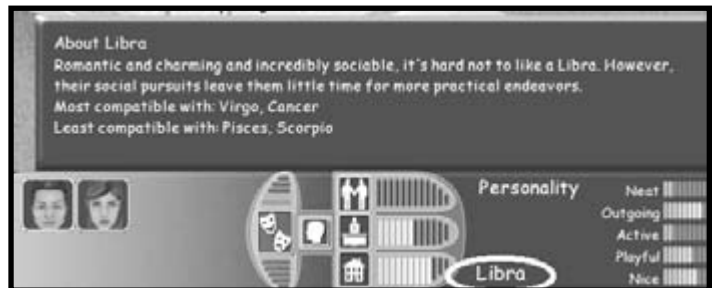 About Libra
Romantic and charming and incredibly sociable, it's hard not to like a Libra. However,
their social pursuits leave them little time for more practical endeavors.
Most compatible with: Virgo, Cancer
Least compatible with: Pisces, Scorpio
Personality
Neat
Outgoing
Active
Playful
Nice
Libra